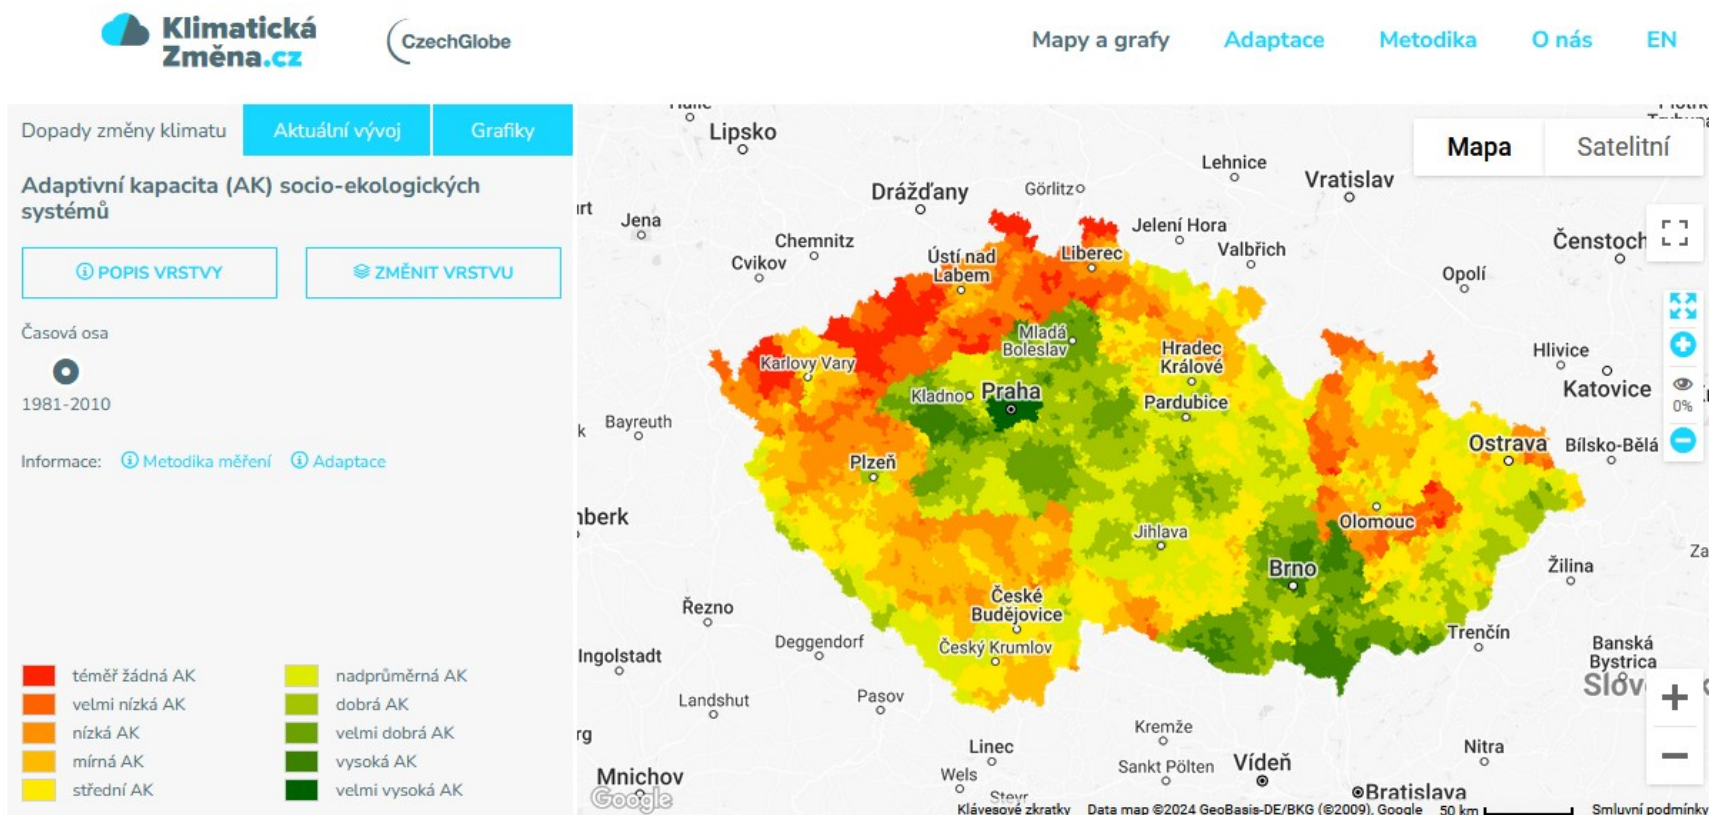 Klimatická
Změna.cz
CzechGlobe
Mapy a grafy
Adaptace
Metodika
O nás
EN
Dopady změny klimatu
Aktuální vývoj
Grafiky
Adaptivní kapacita (AK) socio-ekologických
systémů
POPIS VRSTVY
ZMĚNIT VRSTVU
Časová osa
1981-2010
Informace:
Metodika měření
Adaptace
téměř žádná AK
velmi nízká AK
nízká AK
mírná AK
střední AK
nadprůměrná AK
dobrá AK
velmi dobrá AK
vysoká AK
velmi vysoká AK
Mapa
Satelitní
Lipsko
Lehnice
Vratislav
Drážďany
Görlitz
Jena
Jelení Hora
Chemnitz
Valbřich
Čenstoch
Cvikov
Ústí nad
Labem
Liberec
Opolí
Mladá
Boleslav
Hradec
Králové
Hlivice
Karlovy Vary
Katovice
Kladno
Praha
Pardubice
0%
Bayreuth
Ostrava
Bílsko-Bělá
Plzeň
nberk
Olomouc
Jihlava
Brno
Žilina
Za
České
Budějovice
Řezno
Deggendorf
Český Krumlov
Trenčín
Banská
Bystrica
Ingolstadt
Slov
Landshut
Pasov
Kremže
Linec
Nitra
Sankt Pölten
Vídeň
Wels
Mnichov
Steyr
Bratislava
Google
Klávesové zkratky
Data map ©2024 GeoBasis-DE/BKG (©2009), Google
50 km
Smluvní podmínky